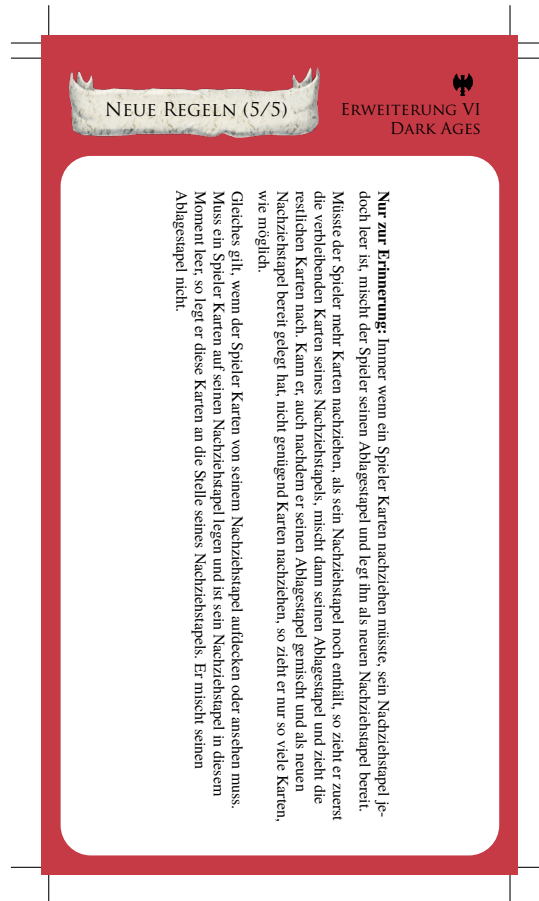 Neue Regeln (5/5)
Erweiterung VI
Dark Ages
Nur zur Erinnerung: Immer wenn ein Spieler Karten nachziehen müsste, sein Nachziehstapel je-
doch leer ist, mischt der Spieler seinen Ablagestapel und legt ihn als neuen Nachziehstapel bereit.
Müsste der Spieler mehr Karten nachziehen, als sein Nachziehstapel noch enthält, so zieht er zuerst
die verbleibenden Karten seines Nachziehstapels, mischt dann seinen Ablagestapel und zieht die
restlichen Karten nach. Kann er, auch nachdem er seinen Ablagestapel gemischt und als neuen
Nachziehstapel bereit gelegt hat, nicht genügend Karten nachziehen, so zieht er nur so viele Karten,
wie möglich.
Gleiches gilt, wenn der Spieler Karten von seinem Nachziehstapel aufdecken oder ansehen muss.
Muss ein Spieler Karten auf seinen Nachziehstapel legen und ist sein Nachziehstapel in diesem
Moment leer, so legt er diese Karten an die Stelle seines Nachziehstapels. Er mischt seinen
Ablagestapel nicht.